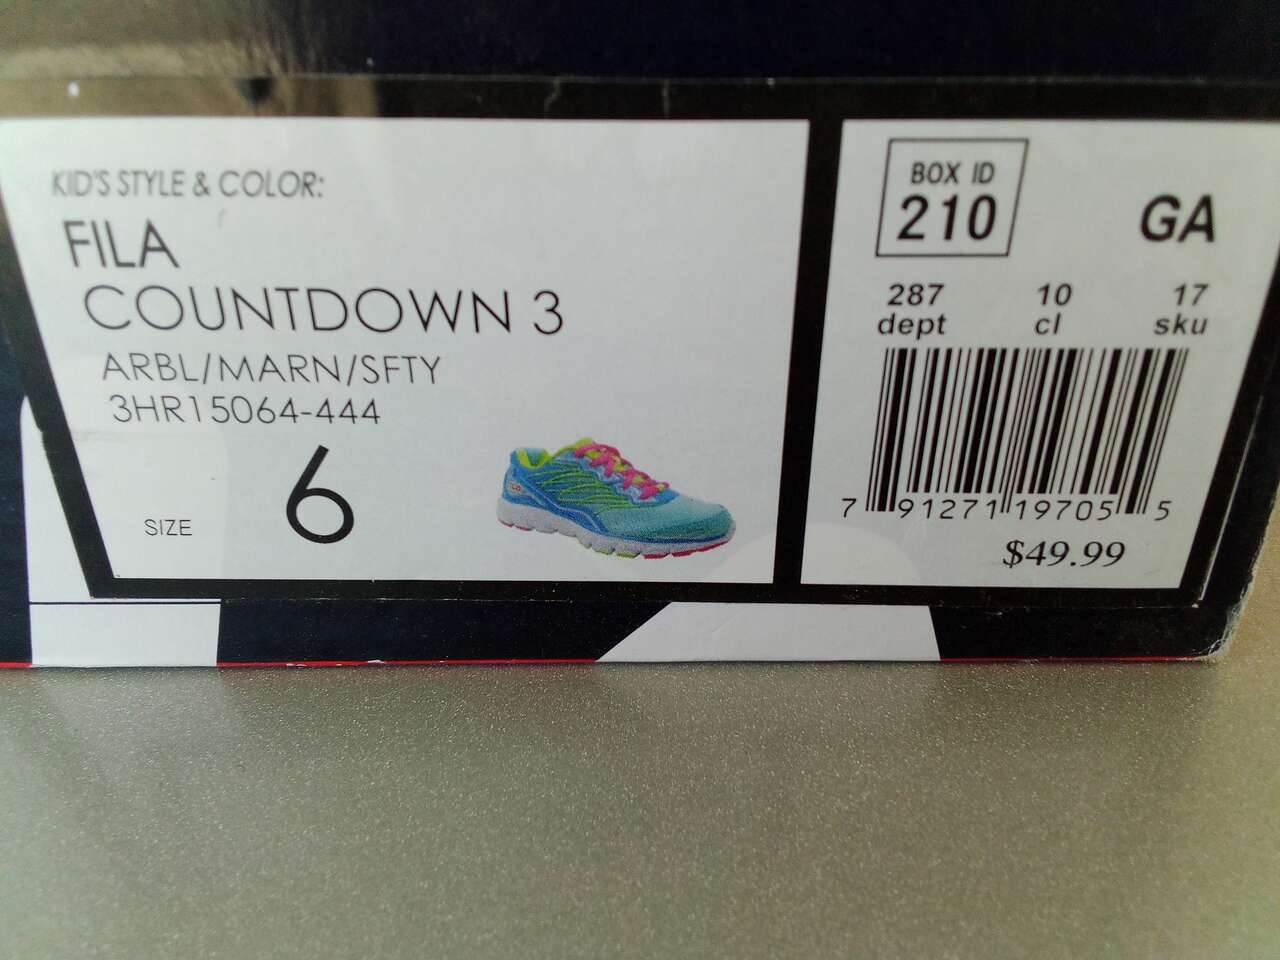 KID'S STYLE & COLOR:
FILA
COUNTDOWN 3
ARBL/MARN/SFTY
3HR15064-444
SIZE 6
BOX ID
210
GA
287 10 17
dept cl sku
7 91271 19705 5
$49.99